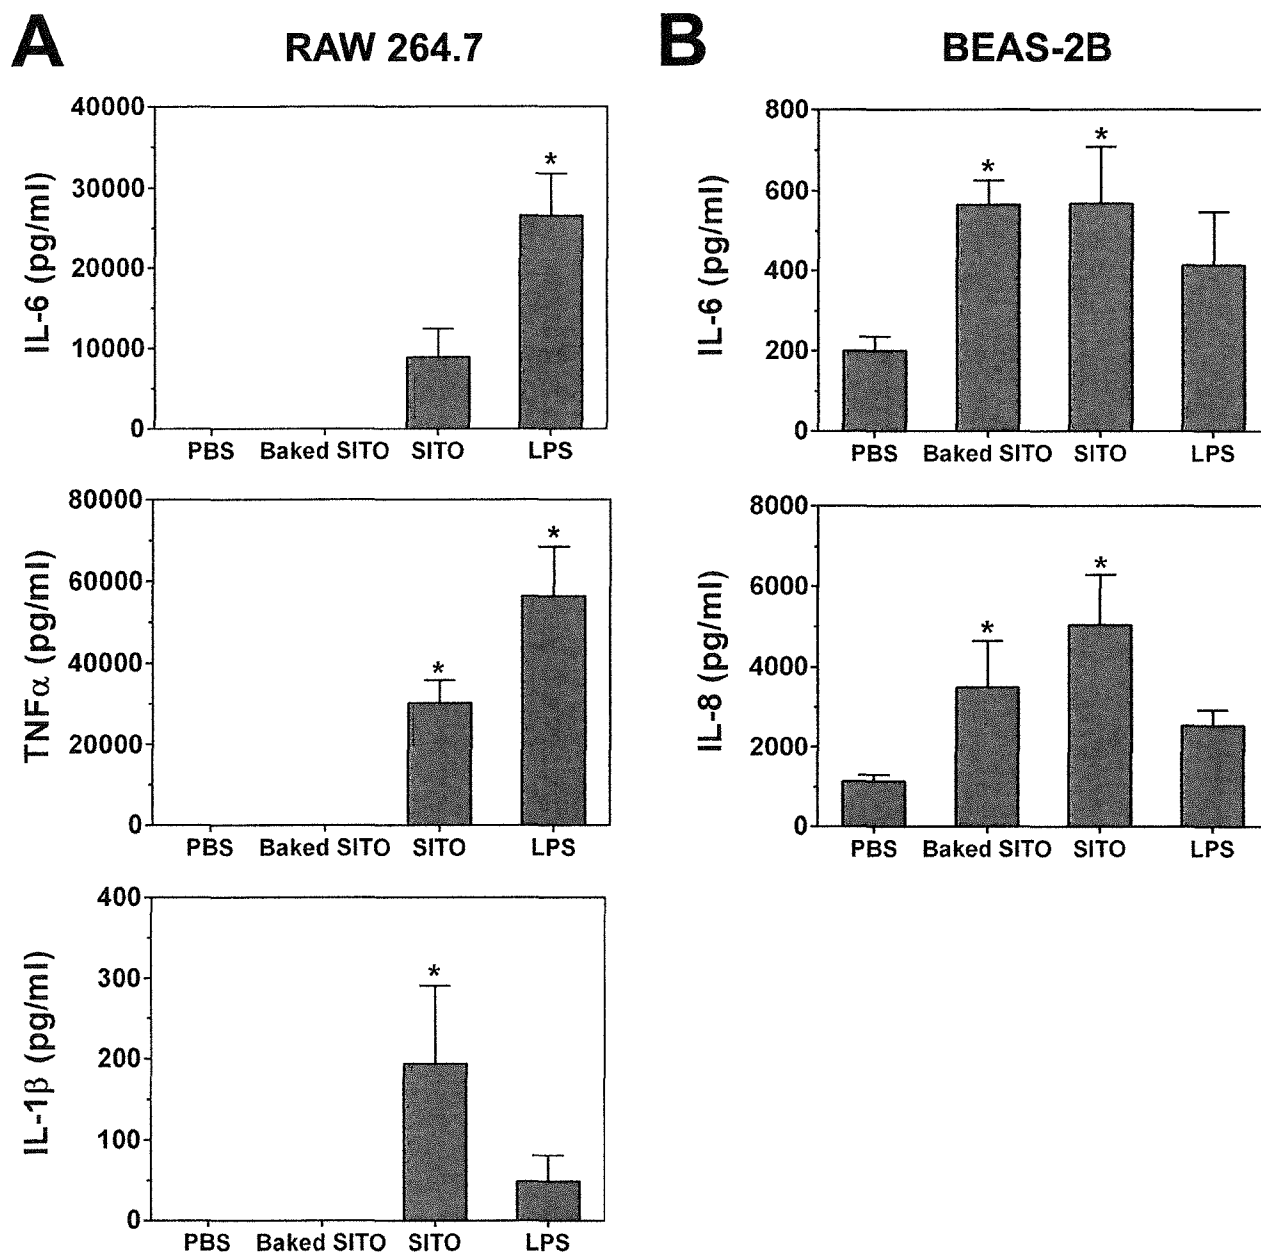 A
RAW 264.7
40000
30000
20000
10000
0
IL-6 (pg/ml)
*
PBS
Baked SITO
SITO
LPS
80000
60000
40000
20000
0
TNFα (pg/ml)
*
*
PBS
Baked SITO
SITO
LPS
400
300
200
100
0
IL-1β (pg/ml)
*
PBS
Baked SITO
SITO
LPS
B
BEAS-2B
800
600
400
200
0
IL-6 (pg/ml)
*
*
PBS
Baked SITO
SITO
LPS
8000
6000
4000
2000
0
IL-8 (pg/ml)
*
*
PBS
Baked SITO
SITO
LPS